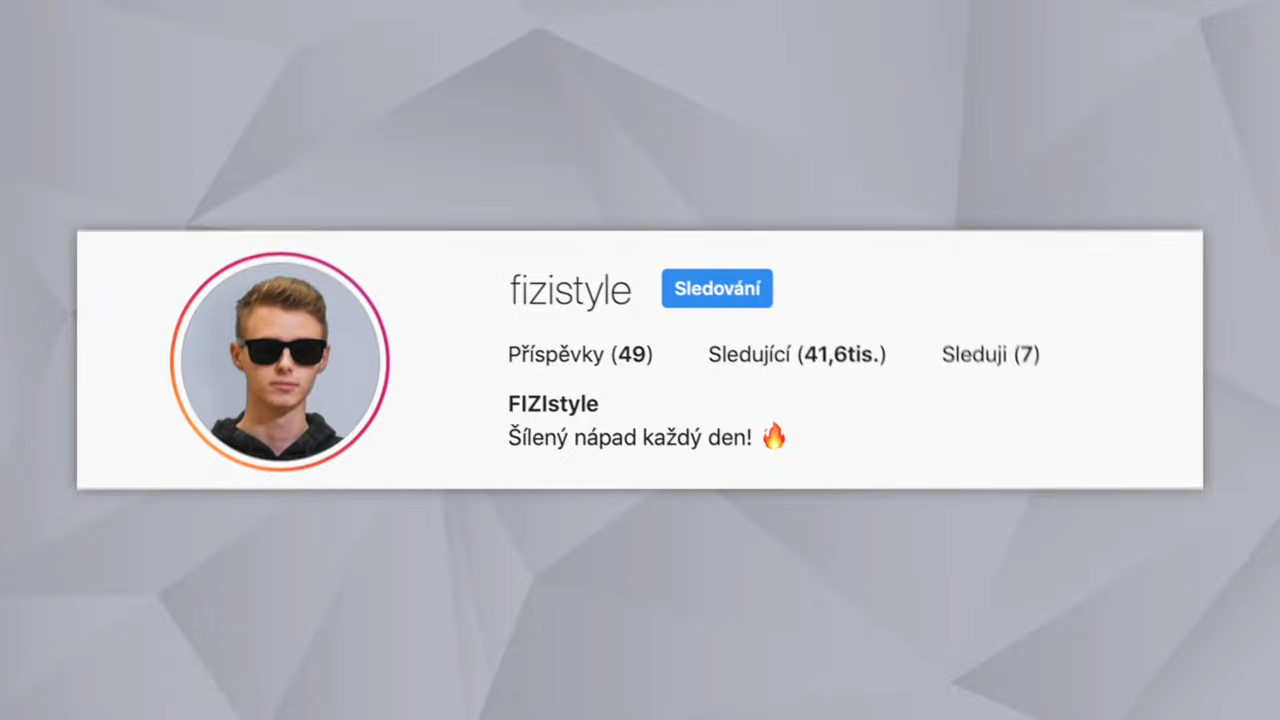 fizistyle Sledování
Příspěvky (49) Sledující (41,6tis.) Sleduji (7)
FIZIstyle
Šílený nápad každý den! 🔥